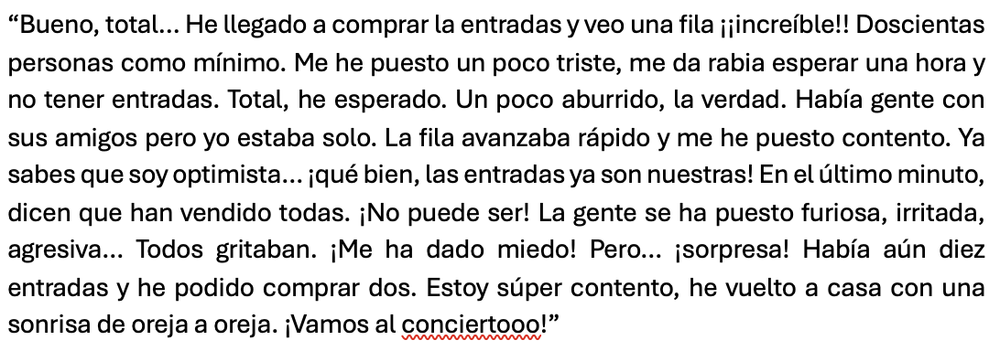 “Bueno, total... He llegado a comprar la entradas y veo una fila ¡¡increíble!! Doscientas
personas como mínimo. Me he puesto un poco triste, me da rabia esperar una hora y
no tener entradas. Total, he esperado. Un poco aburrido, la verdad. Había gente con
sus amigos pero yo estaba solo. La fila avanzaba rápido y me he puesto contento. Ya
sabes que soy optimista... ¡qué bien, las entradas ya son nuestras! En el último minuto,
dicen que han vendido todas. ¡No puede ser! La gente se ha puesto furiosa, irritada,
agresiva... Todos gritaban. ¡Me ha dado miedo! Pero... ¡sorpresa! Había aún diez
entradas y he podido comprar dos. Estoy súper contento, he vuelto a casa con una
sonrisa de oreja a oreja. ¡Vamos al conciertooo!”